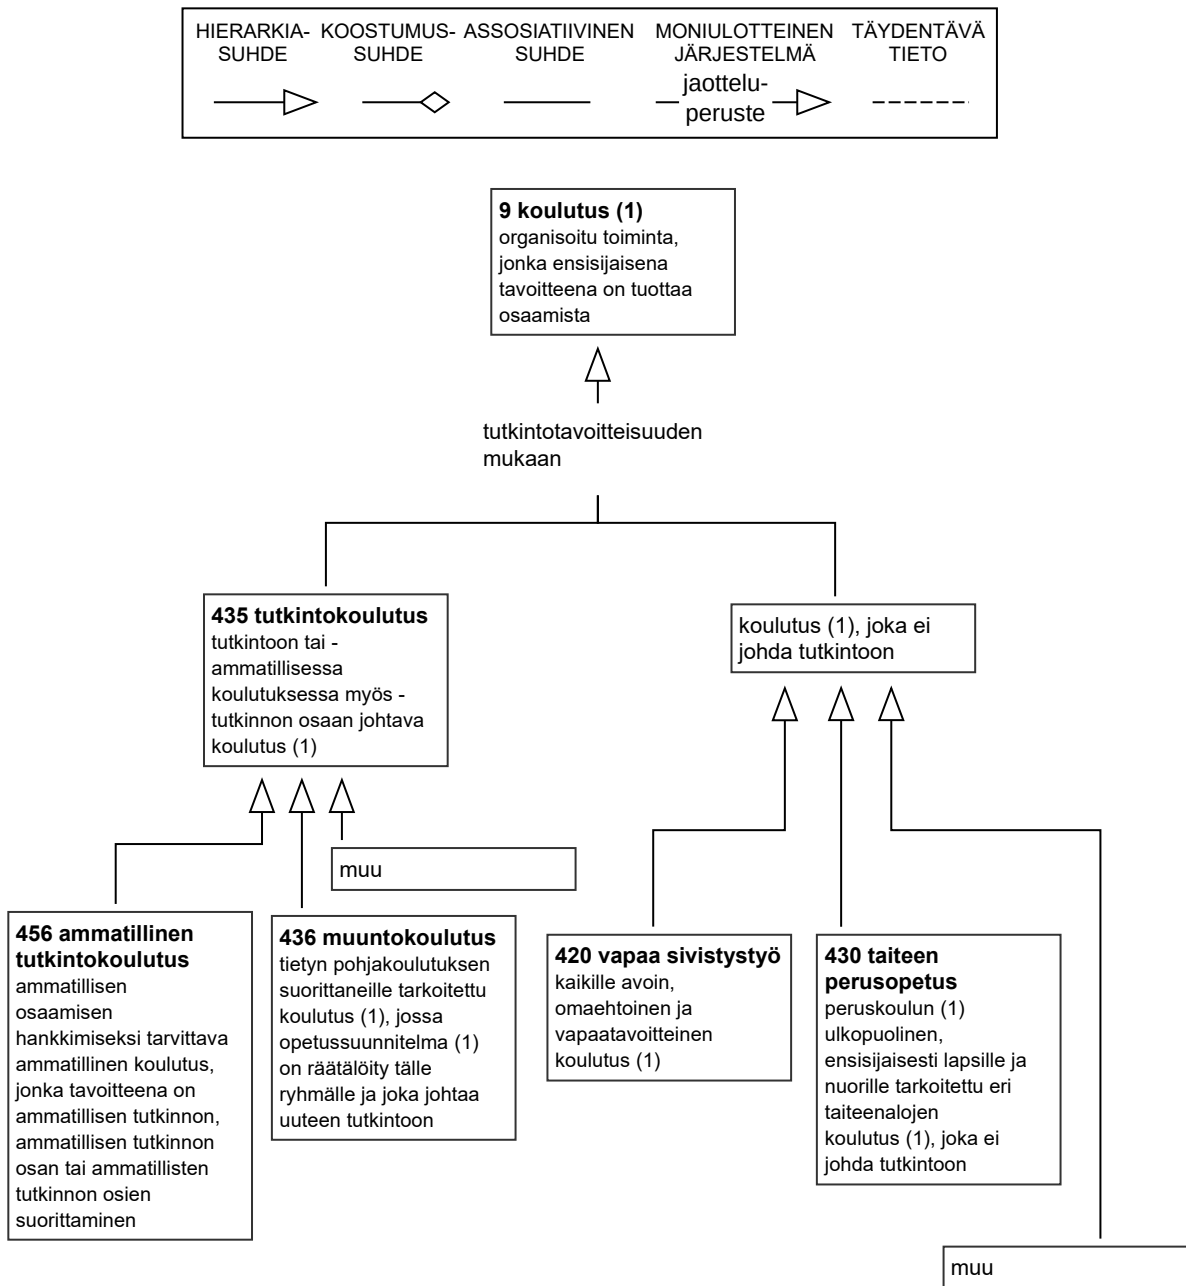 HIERARKIA-
SUHDE
KOOSTUMUS-
SUHDE
ASSOSIATIIVINEN
SUHDE
MONIULOTTEINEN
JÄRJESTELMÄ
jaottelu-
peruste
TÄYDENTÄVÄ
TIETO
9 koulutus (1)
organisoitu toiminta,
jonka ensisijaisena
tavoitteena on tuottaa
osaamista
tutkintotavoitteisuuden
mukaan
435 tutkintokoulutus
tutkintoon tai -
ammatillisessa
koulutuksessa myös -
tutkinnon osaan johtava
koulutus (1)
koulutus (1), joka ei
johda tutkintoon
muu
456 ammatillinen
tutkintokoulutus
ammatillisen
osaamisen
hankkimiseksi tarvittava
ammatillinen koulutus,
jonka tavoitteena on
ammatillisen tutkinnon,
ammatillisen tutkinnon
osan tai ammatillisten
tutkinnon osien
suorittaminen
436 muuntokoulutus
tietyn pohjakoulutuksen
suorittaneille tarkoitettu
koulutus (1), jossa
opetussuunnitelma (1)
on räätälöity tälle
ryhmälle ja joka johtaa
uuteen tutkintoon
420 vapaa sivistystyö
kaikille avoin,
omaehtoinen ja
vapaatavoitteinen
koulutus (1)
430 taiteen
perusopetus
peruskoulun (1)
ulkopuolinen,
ensisijaisesti lapsille ja
nuorille tarkoitettu eri
taiteenalojen
koulutus (1), joka ei
johda tutkintoon
muu